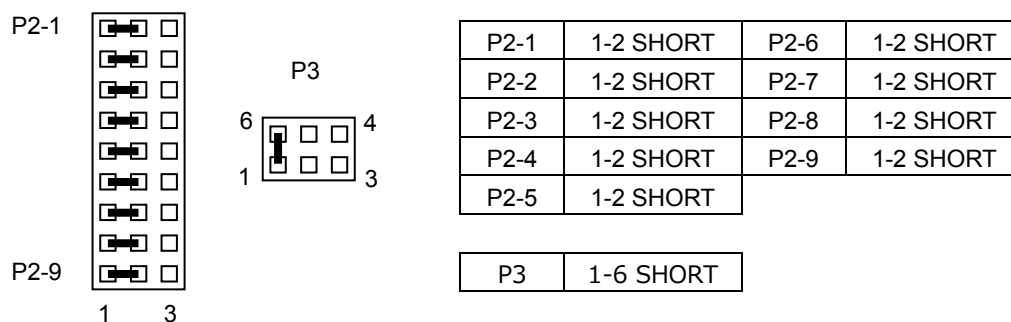 P2-1
P2-9
1 3
P3
6 4
1 3
P2-1 1-2 SHORT P2-6 1-2 SHORT
P2-2 1-2 SHORT P2-7 1-2 SHORT
P2-3 1-2 SHORT P2-8 1-2 SHORT
P2-4 1-2 SHORT P2-9 1-2 SHORT
P2-5 1-2 SHORT
P3 1-6 SHORT